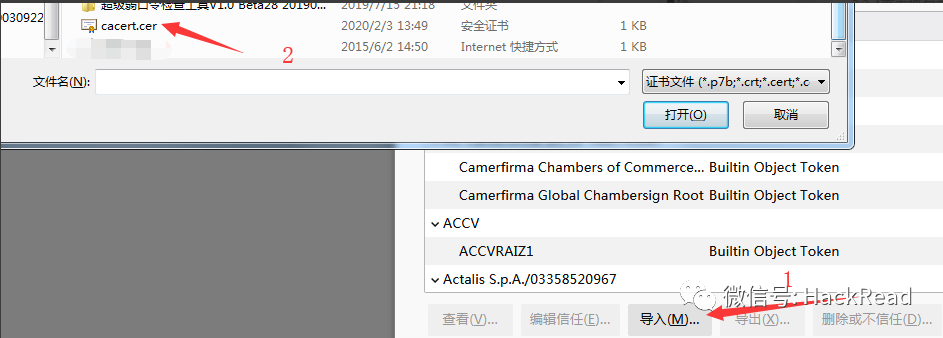 超级弱口令检查工具V1.0 Beta28 20190... 2019/7/15 21:18 文件夹
0030922
cacert.cer 2020/2/3 13:49 安全证书 1 KB
2015/6/2 14:50 Internet 快捷方式 1 KB
2
文件名(N): 证书文件 (*.p7b;*.crt;*.cert;*.c
打开(O) 取消
Camerfirma Chambers of Commerce... Builtin Object Token
Camerfirma Global Chambersign Root Builtin Object Token
ACCV
ACCVRAIZ1 Builtin Object Token
Actalis S.p.A./03358520967
1
微信号: HackRead
查看(V)... 编辑信任(E)... 导入(M)... 导出(X)... 删除或不信任(D)...